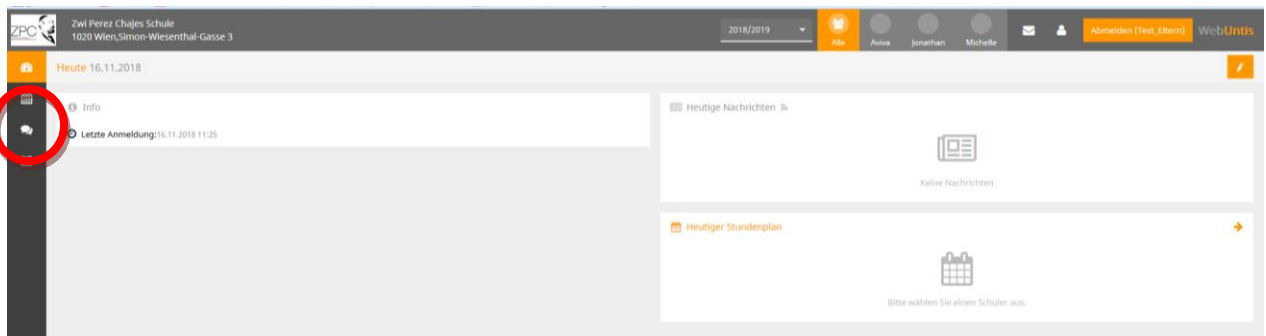 ZPC
Zwi Perez Chajes Schule
1020 Wien,Simon-Wiesenthal-Gasse 3
2018/2019
Alle
Aviva
Jonathan
Michelle
Abmelden (Test_Eltern)
WebUntis
Heute 16.11.2018
Info
Letzte Anmeldung:16.11.2018 11:25
Heutige Nachrichten
Keine Nachrichten
Heutiger Stundenplan
Bitte wählen Sie einen Schüler aus.